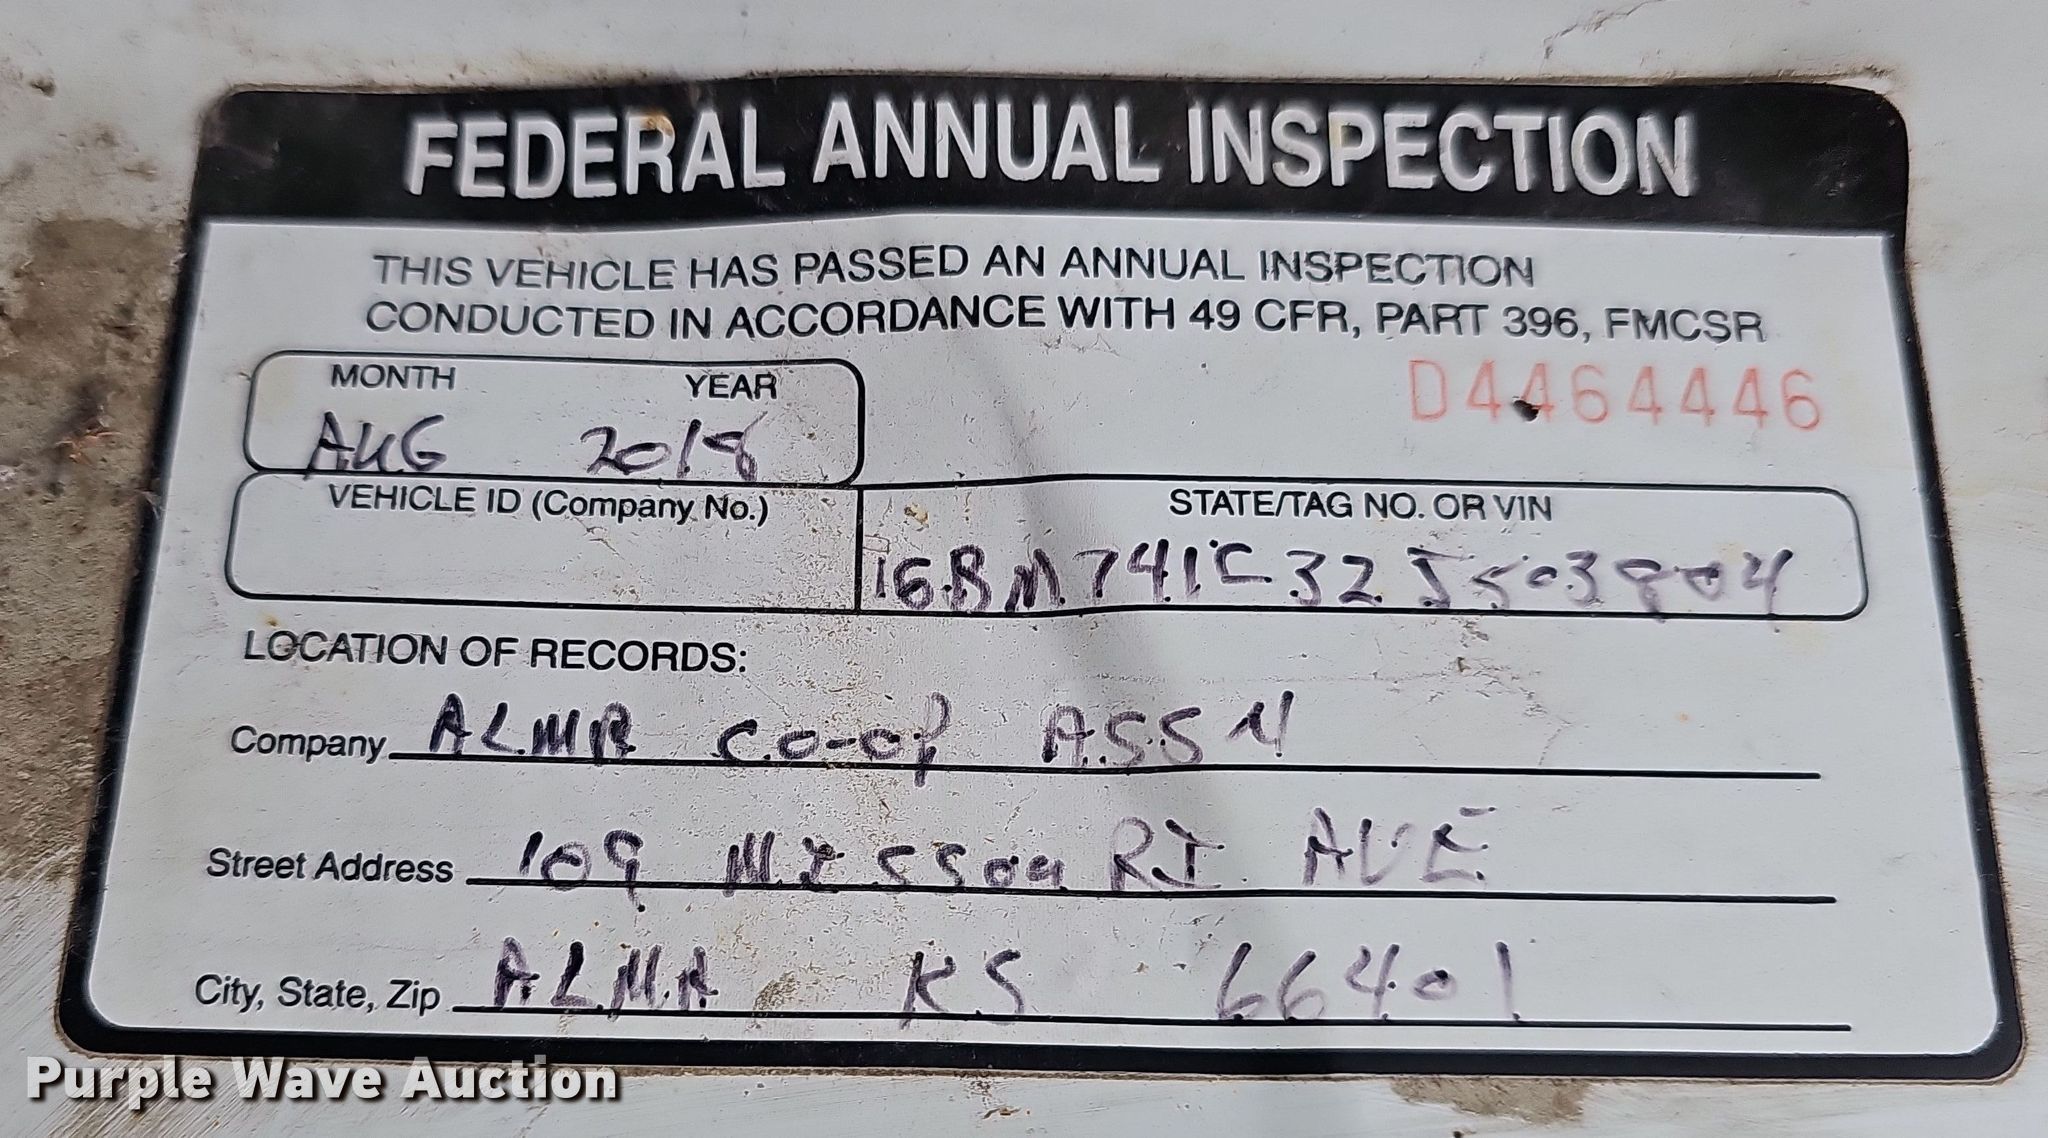 FEDERAL ANNUAL INSPECTION
THIS VEHICLE HAS PASSED AN ANNUAL INSPECTION
CONDUCTED IN ACCORDANCE WITH 49 CFR, PART 396, FMCSR
D4464446
MONTH YEAR
AUG 2018
VEHICLE ID (Company No.) STATE/TAG NO. OR VIN
1GBM741C32J503804
LOCATION OF RECORDS:
Company ALMA CO-OP ASSN
Street Address 109 MISSOURI AVE
City, State, Zip ALMA KS 66401
Purple Wave Auction